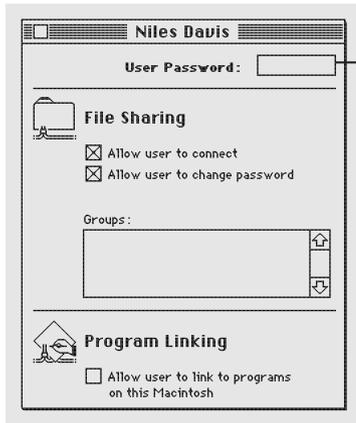 Niles Davis
User Password:
File Sharing
Allow user to connect
Allow user to change password
Groups:
Program Linking
Allow user to link to programs
on this Macintosh